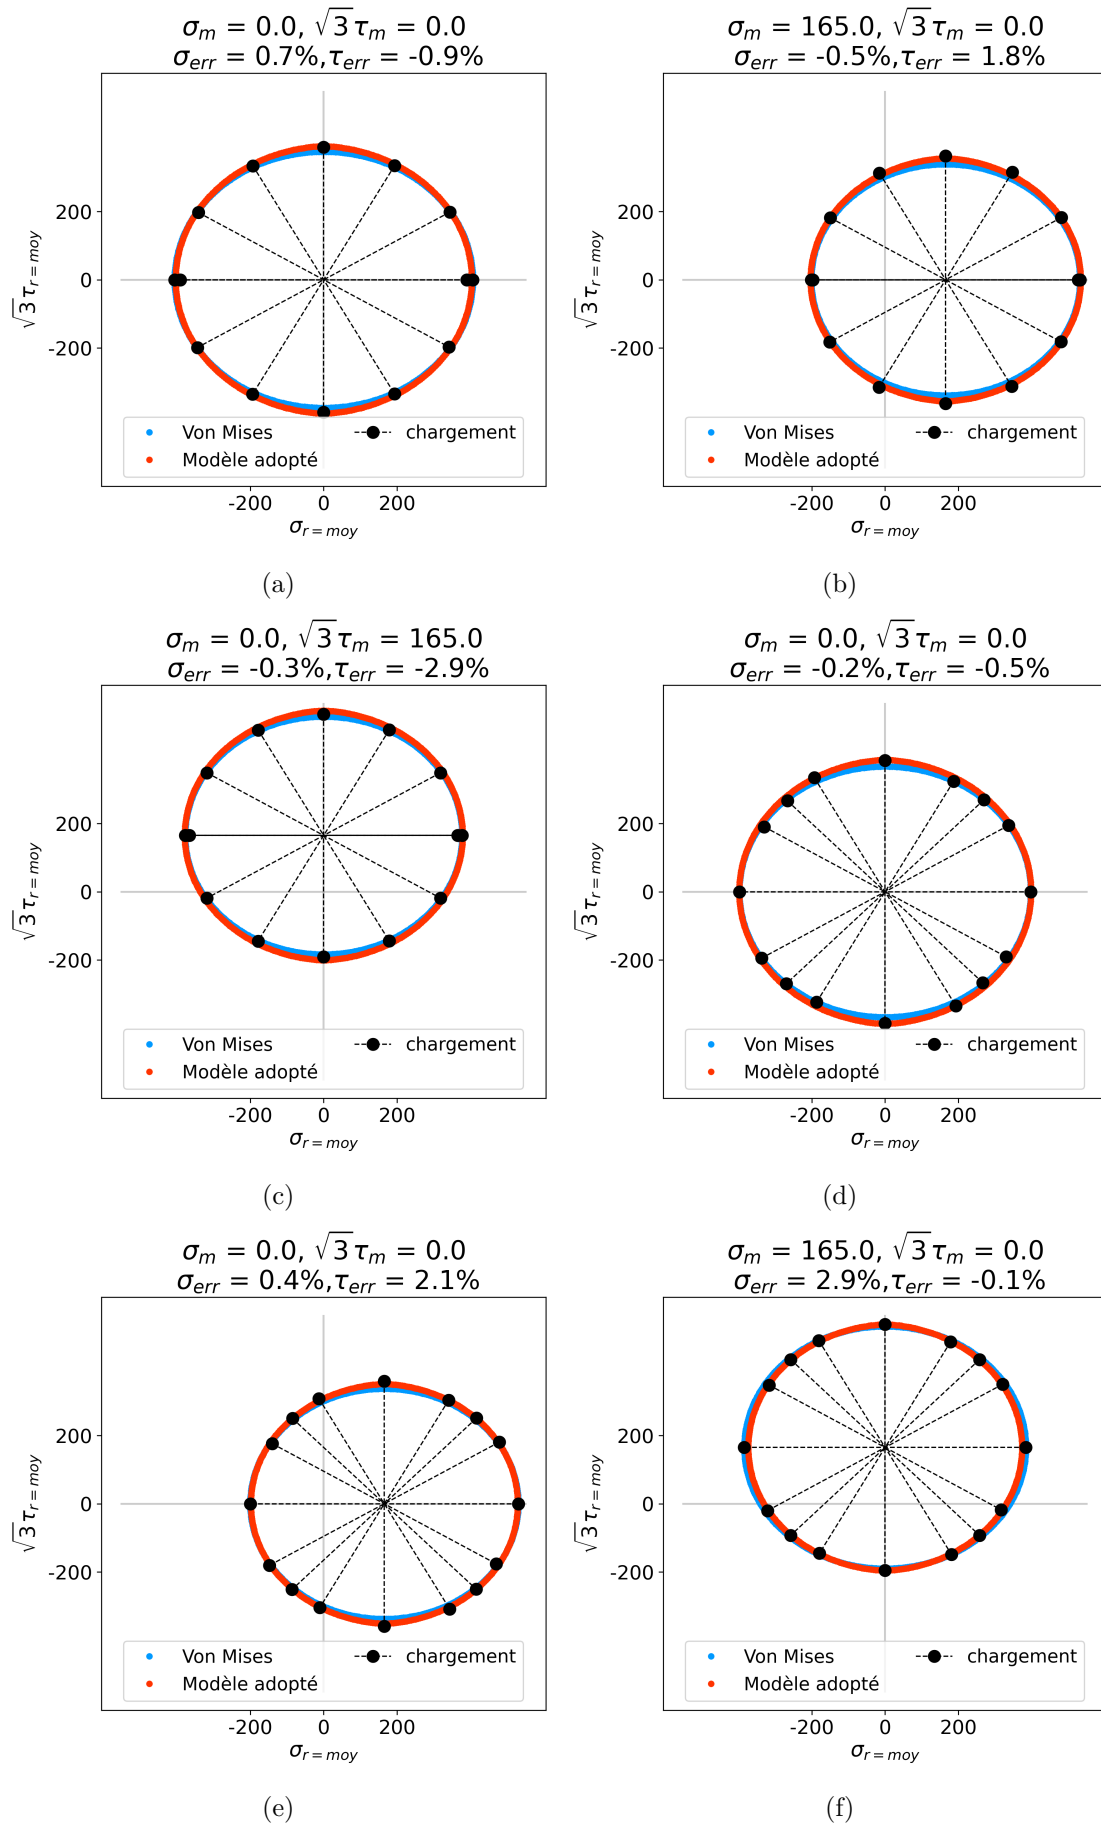 σm = 0.0, √3τm = 0.0
σerr = 0.7%,τerr = -0.9%
√3τr=moy
200
0
-200
Von Mises
chargement
Modèle adopté
-200 0 200
σr=moy
(a)
σm = 165.0, √3τm = 0.0
σerr = -0.5%,τerr = 1.8%
√3τr=moy
200
0
-200
Von Mises
chargement
Modèle adopté
-200 0 200
σr=moy
(b)
σm = 0.0, √3τm = 165.0
σerr = -0.3%,τerr = -2.9%
√3τr=moy
200
0
-200
Von Mises
chargement
Modèle adopté
-200 0 200
σr=moy
(c)
σm = 0.0, √3τm = 0.0
σerr = -0.2%,τerr = -0.5%
√3τr=moy
200
0
-200
Von Mises
chargement
Modèle adopté
-200 0 200
σr=moy
(d)
σm = 0.0, √3τm = 0.0
σerr = 0.4%,τerr = 2.1%
√3τr=moy
200
0
-200
Von Mises
chargement
Modèle adopté
-200 0 200
σr=moy
(e)
σm = 165.0, √3τm = 0.0
σerr = 2.9%,τerr = -0.1%
√3τr=moy
200
0
-200
Von Mises
chargement
Modèle adopté
-200 0 200
σr=moy
(f)